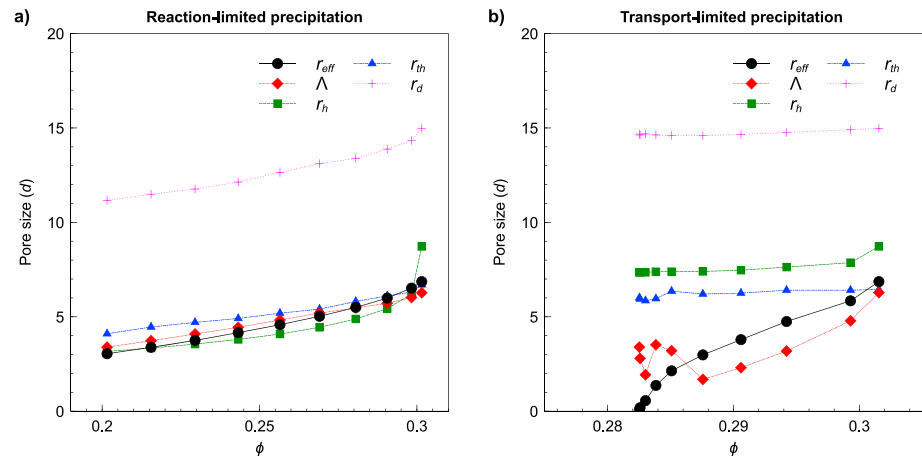 a) Reaction-limited precipitation
20
15
10
5
0
Pore size (d)
r_eff r_th
Λ r_d
r_h
0.2 0.25 0.3
ϕ
b) Transport-limited precipitation
20
15
10
5
0
Pore size (d)
r_eff r_th
Λ r_d
r_h
0.28 0.29 0.3
ϕ